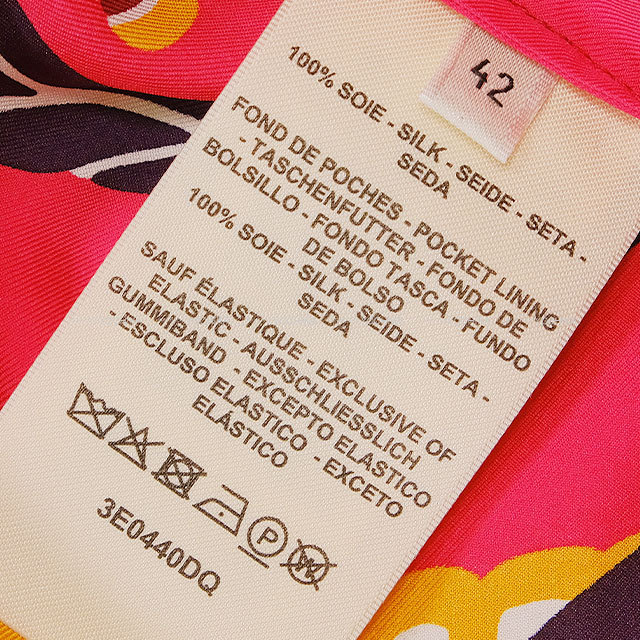 42
100% SOIE - SILK - SEIDE - SETA -
SEDA
FOND DE POCHES - POCKET LINING
- TASCHENFUTTER - FONDO DE
BOLSILLO - FONDO TASCA - FUNDO
DE BOLSO
100% SOIE - SILK - SEIDE - SETA -
SEDA
SAUF ÉLASTIQUE - EXCLUSIVE OF
ELASTIC - AUSSCHLIESSLICH
GUMMIBAND - EXCEPTO ELASTICO
- ESCLUSO ELASTICO - EXCETO
ELÁSTICO
P W
3E0440DQ